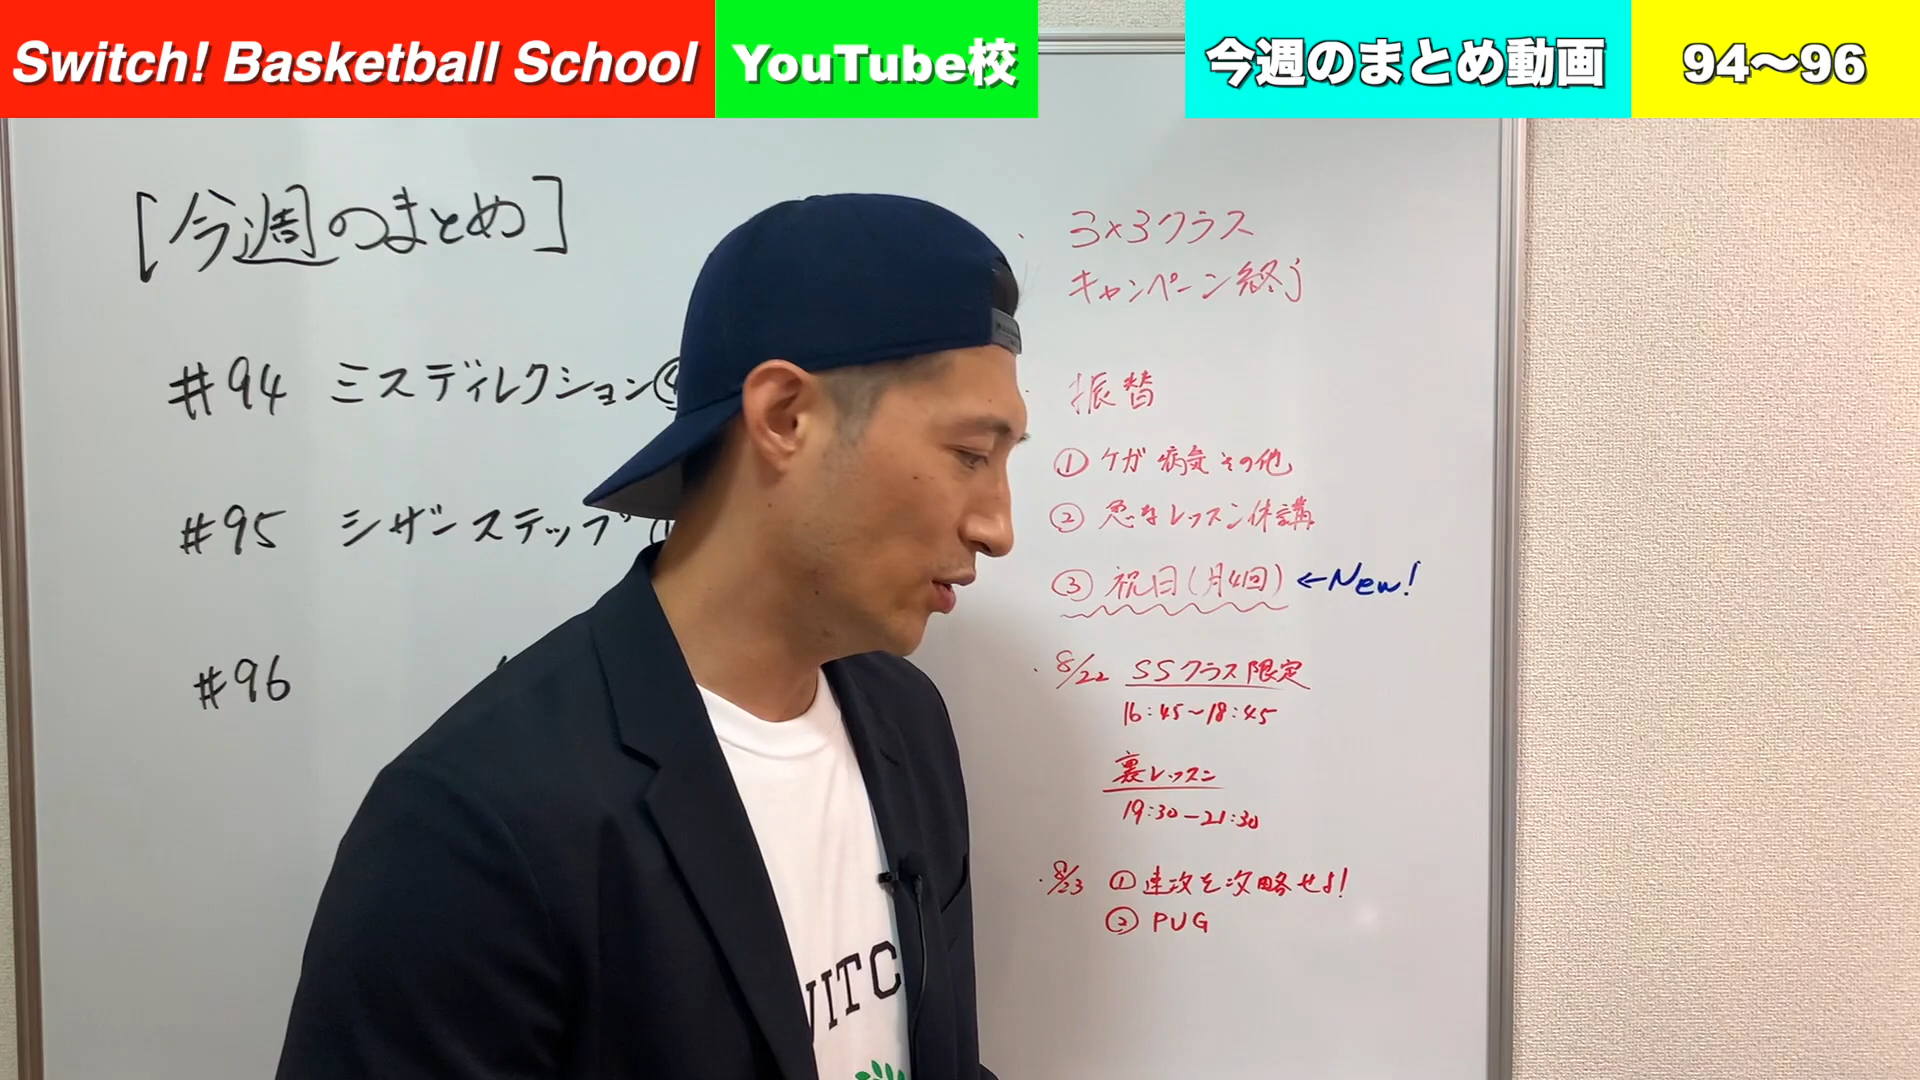 Switch! Basketball School
YouTube校
今週のまとめ動画
94〜96
[今週のまとめ]
#94 ミスディレクション
#95 シザーステップ
#96
・3×3クラス
キャンペーン終了
・振替
① ケガ 病気 その他
② 急なレッスン休講
③ 祝日(月4回) ←New!
・8/22 SSクラス限定
16:45〜18:45
裏レッスン
19:30-21:30
・8/23 ① 速攻を攻略せよ!
② PUG
WITC